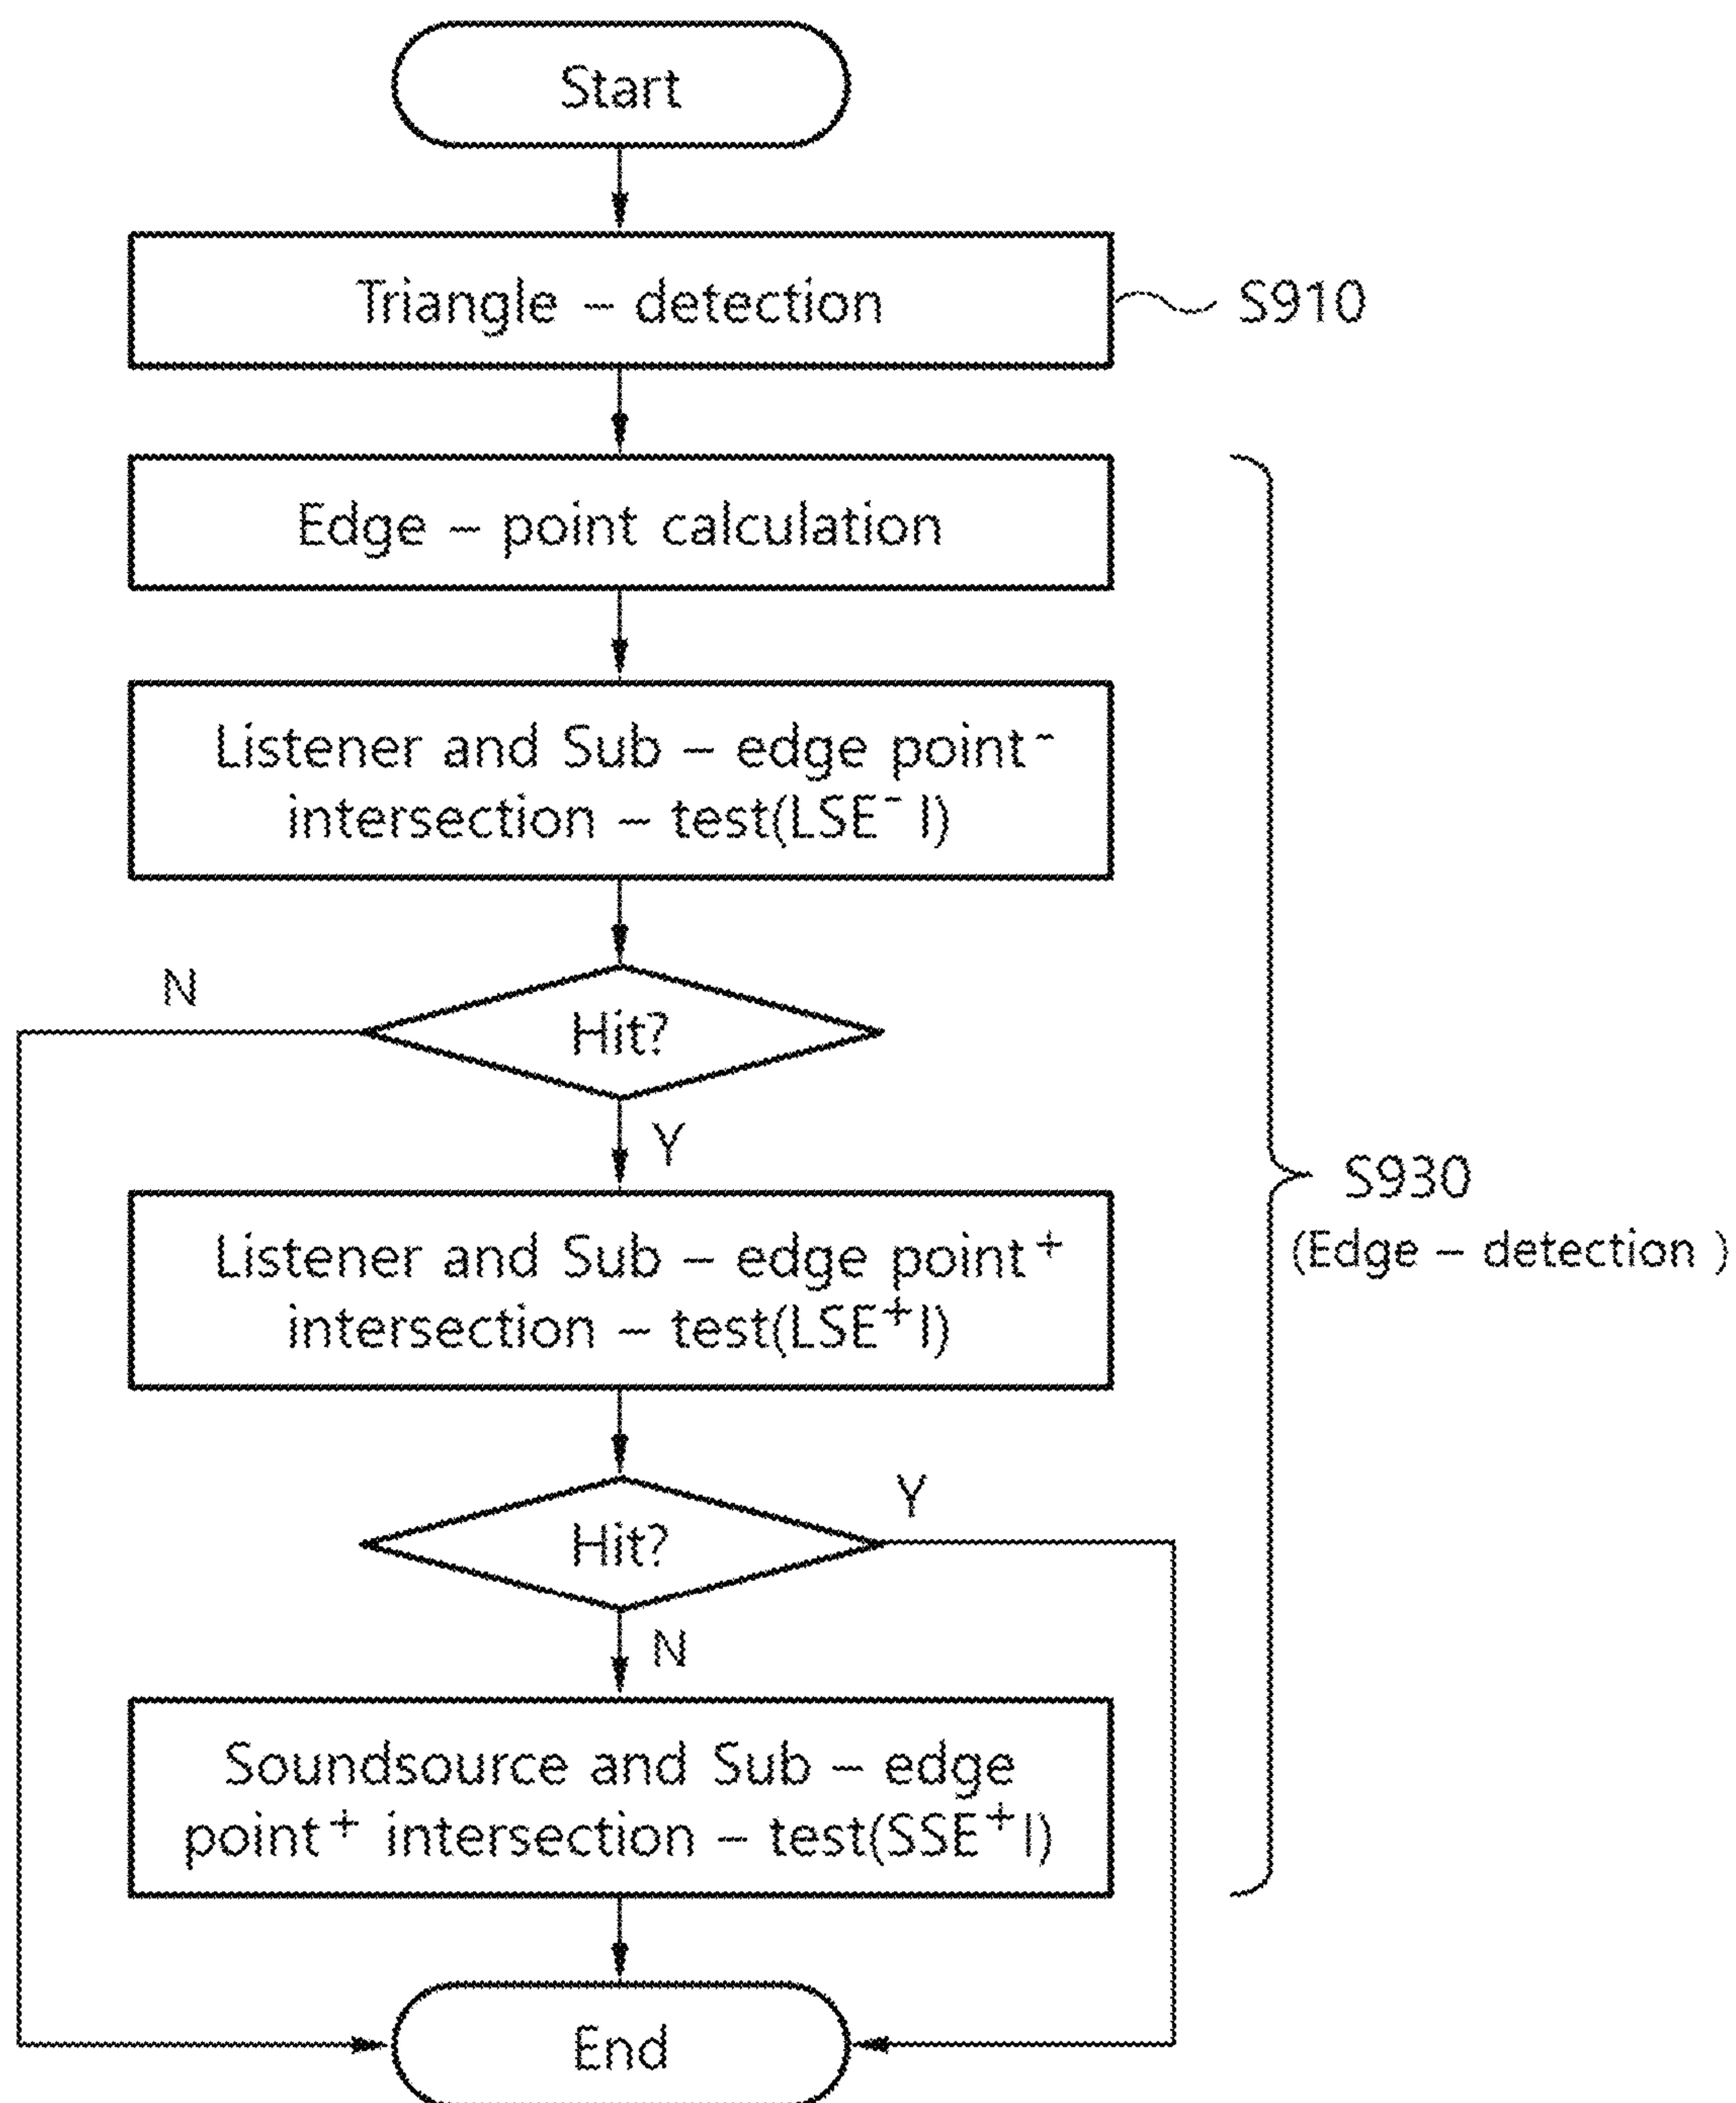 Start
Triangle – detection
S910
Edge – point calculation
Listener and Sub – edge point⁻
intersection – test(LSE⁻I)
N
Hit?
Y
Listener and Sub – edge point⁺
intersection – test(LSE⁺I)
S930
(Edge – detection )
Y
Hit?
N
Soundsource and Sub – edge
point⁺ intersection – test(SSE⁺I)
End